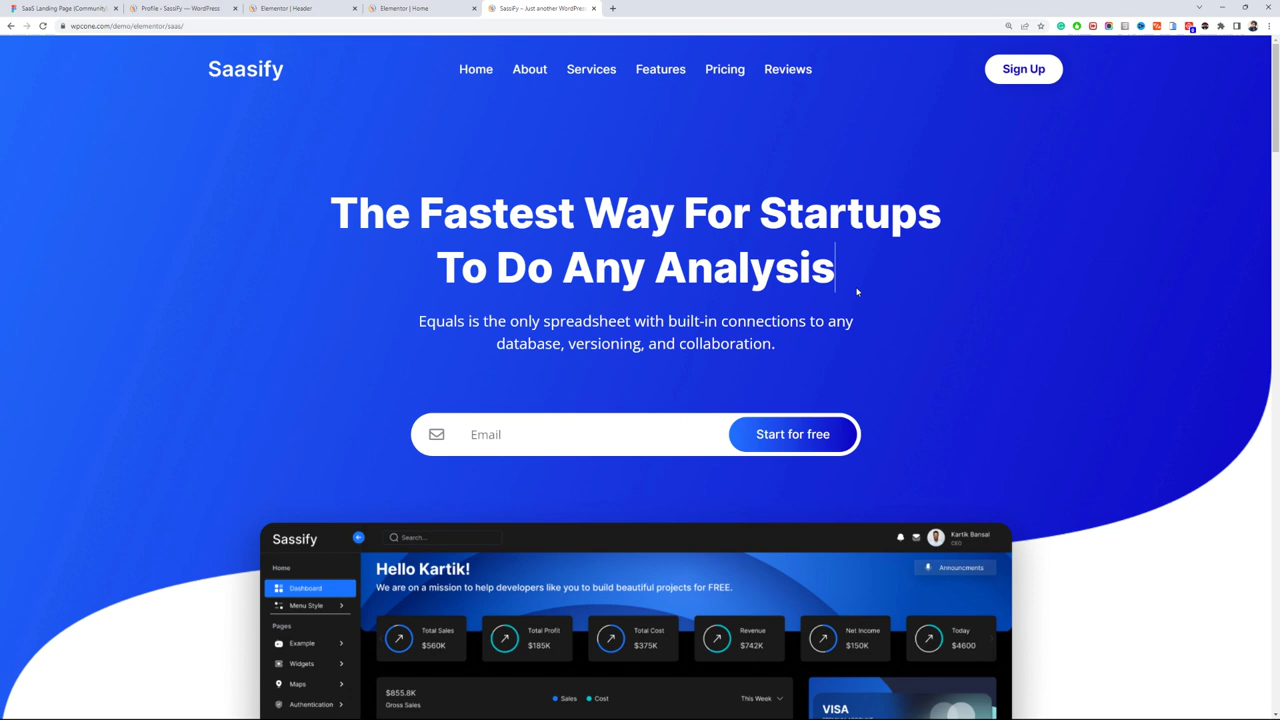 SaaS Landing Page (Community)
Profile - SassiFy — WordPress
Elementor | Header
Elementor | Home
SassiFy – Just another WordPress
wpcone.com/demo/elementor/saas/
Saasify
Home
About
Services
Features
Pricing
Reviews
Sign Up
The Fastest Way For Startups
To Do Any Analysis
Equals is the only spreadsheet with built-in connections to any
database, versioning, and collaboration.
Email
Start for free
Sassify
Search...
Kartik Bansal
CEO
Home
Hello Kartik!
Announcments
We are on a mission to help developers like you to build beautiful projects for FREE.
Dashboard
Menu Style
Pages
Example
Widgets
Maps
Authentication
Total Sales
$560K
Total Profit
$185K
Total Cost
$375K
Revenue
$742K
Net Income
$150K
Today
$4600
$855.8K
Gross Sales
Sales
Cost
This Week
VISA